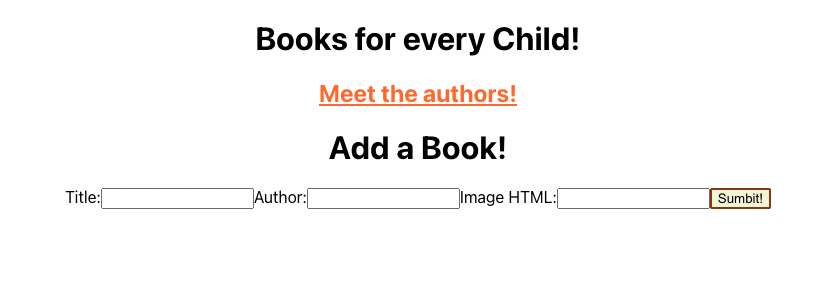 Books for every Child!
Meet the authors!
Add a Book!
Title: Author: Image HTML: Sumbit!